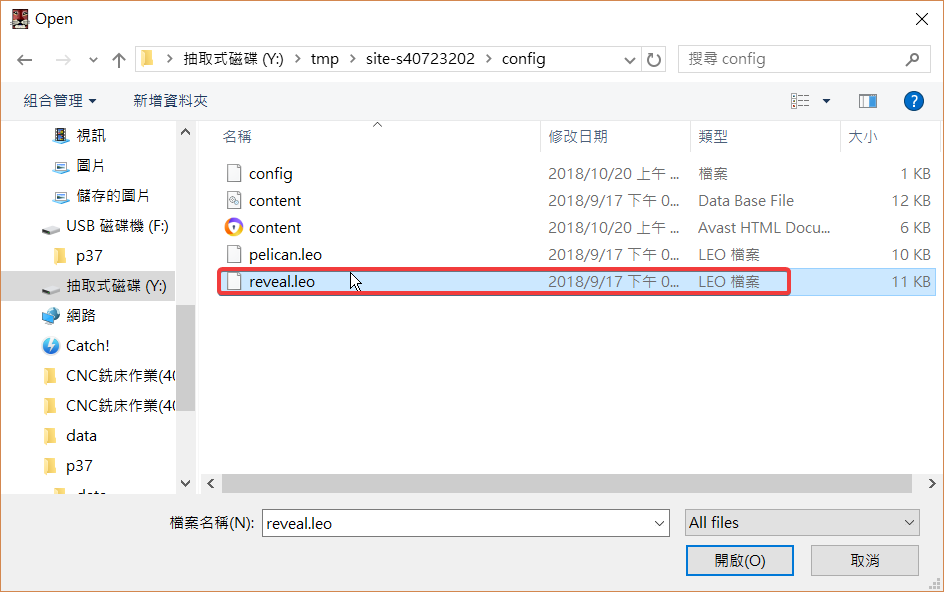 Open
抽取式磁碟 (Y:) > tmp > site-s40723202 > config
搜尋 config
組合管理
新增資料夾
?
名稱 修改日期 類型 大小
視訊
圖片
儲存的圖片
USB 磁碟機 (F:)
p37
抽取式磁碟 (Y:)
網路
Catch!
CNC銑床作業(40
CNC銑床作業(40
data
p37
data
config 2018/10/20 上午 ... 檔案 1 KB
content 2018/9/17 下午 0... Data Base File 12 KB
content 2018/10/20 上午 ... Avast HTML Docu... 6 KB
pelican.leo 2018/9/17 下午 0... LEO 檔案 10 KB
reveal.leo 2018/9/17 下午 0... LEO 檔案 11 KB
檔案名稱(N): reveal.leo
All files
開啟(O)
取消